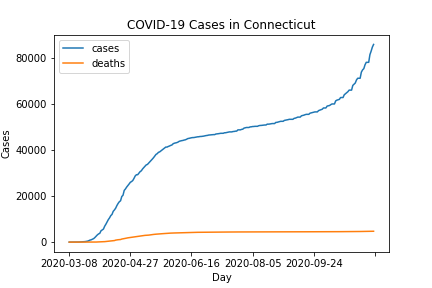 COVID-19 Cases in Connecticut
cases
deaths
80000
60000
40000
20000
0
Cases
2020-03-08 2020-04-27 2020-06-16 2020-08-05 2020-09-24
Day